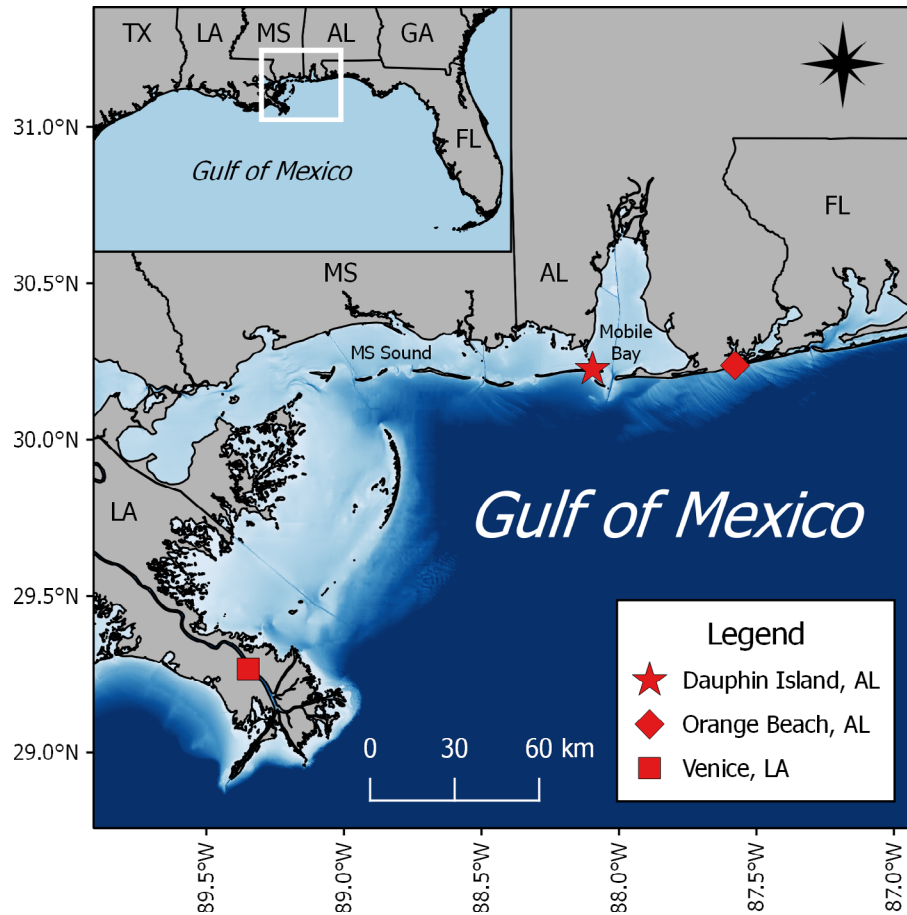 TX
LA
MS
AL
GA
FL
Gulf of Mexico
31.0°N
30.5°N
30.0°N
29.5°N
29.0°N
MS
AL
FL
MS Sound
Mobile
Bay
LA
Gulf of Mexico
Legend
Dauphin Island, AL
Orange Beach, AL
Venice, LA
0 30 60 km
89.5°W
89.0°W
88.5°W
88.0°W
87.5°W
87.0°W